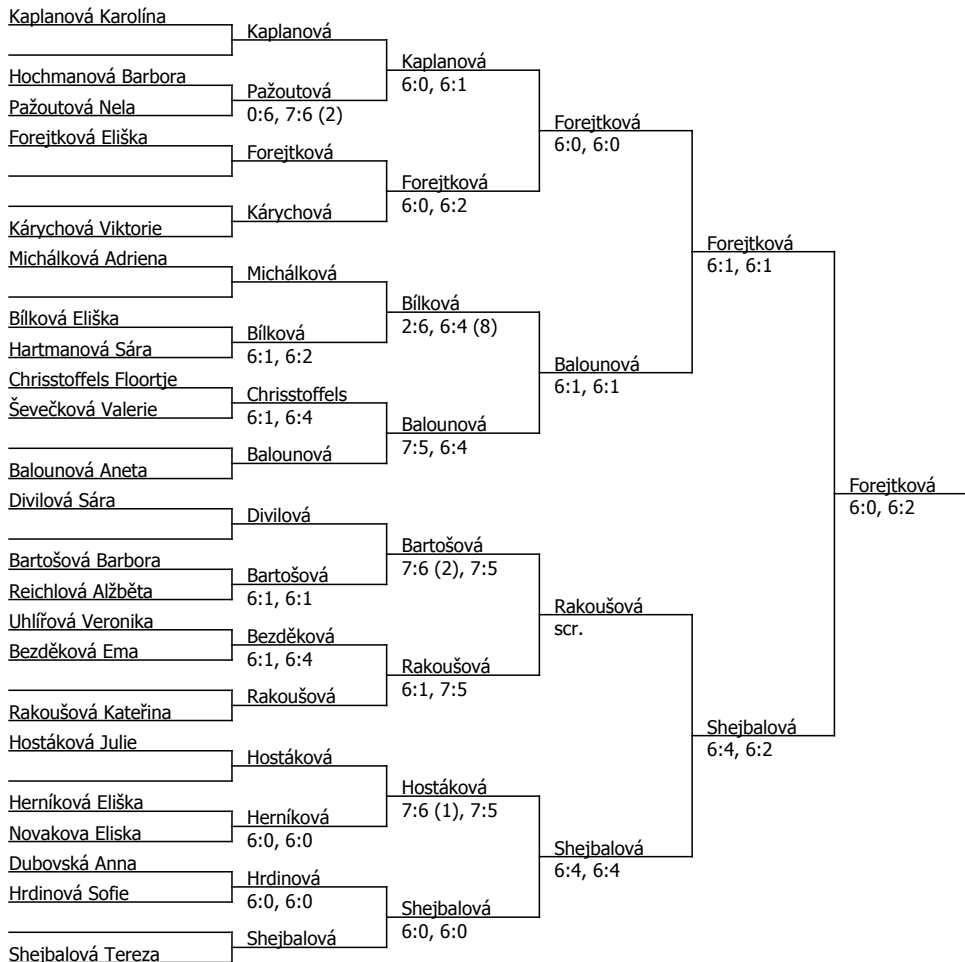 Kaplanová Karolína
Hochmanová Barbora
Pažoutová Nela
Forejtková Eliška
Kárychová Viktorie
Michálková Adriena
Bílková Eliška
Hartmanová Sára
Chrisstoffels Floortje
Ševečková Valerie
Balounová Aneta
Divilová Sára
Bartošová Barbora
Reichlová Alžběta
Uhlířová Veronika
Bezděková Ema
Rakoušová Kateřina
Hostáková Julie
Herníková Eliška
Novakova Eliska
Dubovská Anna
Hrdinová Sofie
Shejbalová Tereza
Kaplanová
Pažoutová
0:6, 7:6 (2)
Forejtková
Kárychová
Michálková
Bílková
6:1, 6:2
Chrisstoffels
6:1, 6:4
Balounová
Divilová
Bartošová
6:1, 6:1
Bezděková
6:1, 6:4
Rakoušová
Hostáková
Herníková
6:0, 6:0
Hrdinová
6:0, 6:0
Shejbalová
Kaplanová
6:0, 6:1
Forejtková
6:0, 6:2
Bílková
2:6, 6:4 (8)
Balounová
7:5, 6:4
Bartošová
7:6 (2), 7:5
Rakoušová
6:1, 7:5
Hostáková
7:6 (1), 7:5
Shejbalová
6:0, 6:0
Forejtková
6:0, 6:0
Balounová
6:1, 6:1
Rakoušová
scr.
Shejbalová
6:4, 6:4
Forejtková
6:1, 6:1
Shejbalová
6:4, 6:2
Forejtková
6:0, 6:2